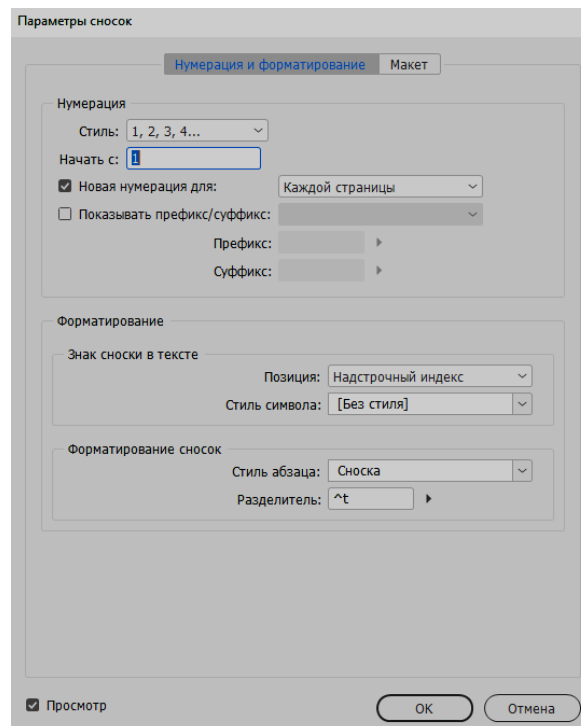 Параметры сносок
Нумерация и форматирование Макет
Нумерация
Стиль: 1, 2, 3, 4...
Начать с: 1
Новая нумерация для: Каждой страницы
Показывать префикс/суффикс:
Префикс:
Суффикс:
Форматирование
Знак сноски в тексте
Позиция: Надстрочный индекс
Стиль символа: [Без стиля]
Форматирование сносок
Стиль абзаца: Сноска
Разделитель: ^t
Просмотр ОК Отмена